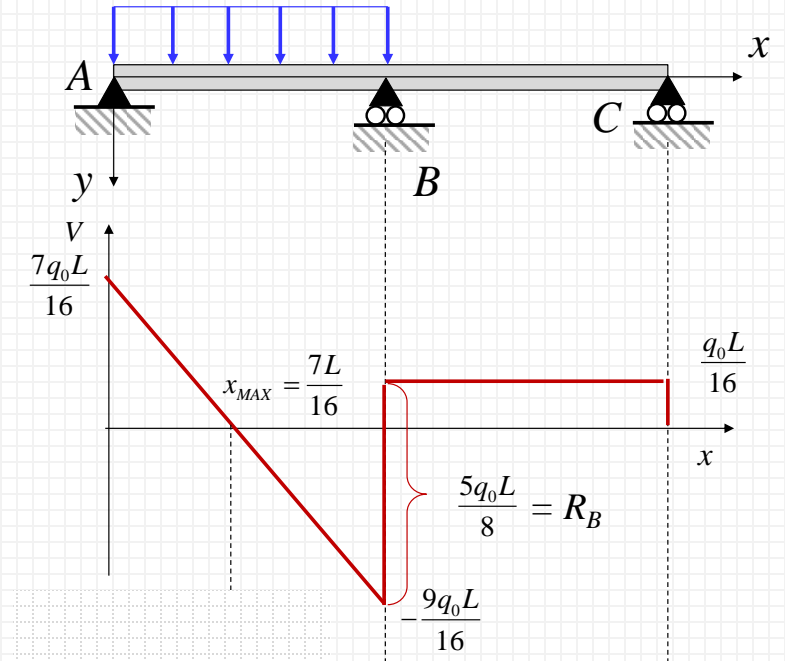 x
A
C
y
B
V
7q₀L/16
x_MAX = 7L/16
q₀L/16
x
5q₀L/8 = R_B
−9q₀L/16